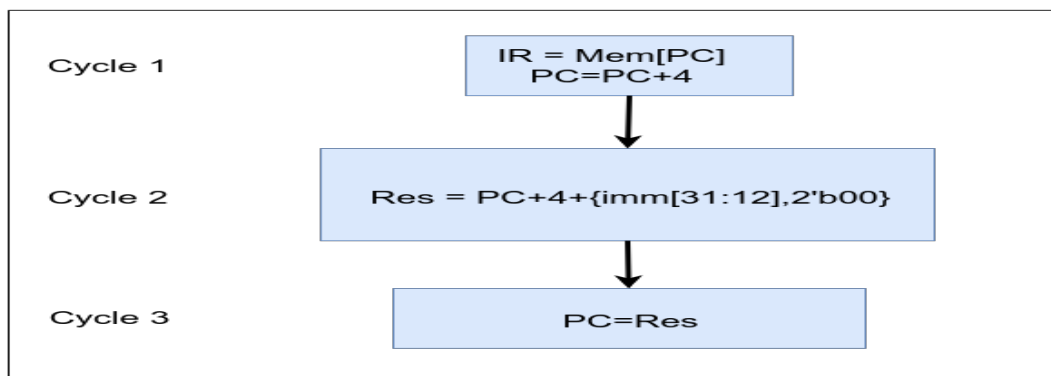 Cycle 1
IR = Mem[PC]
PC=PC+4
Cycle 2
Res = PC+4+{imm[31:12],2'b00}
Cycle 3
PC=Res